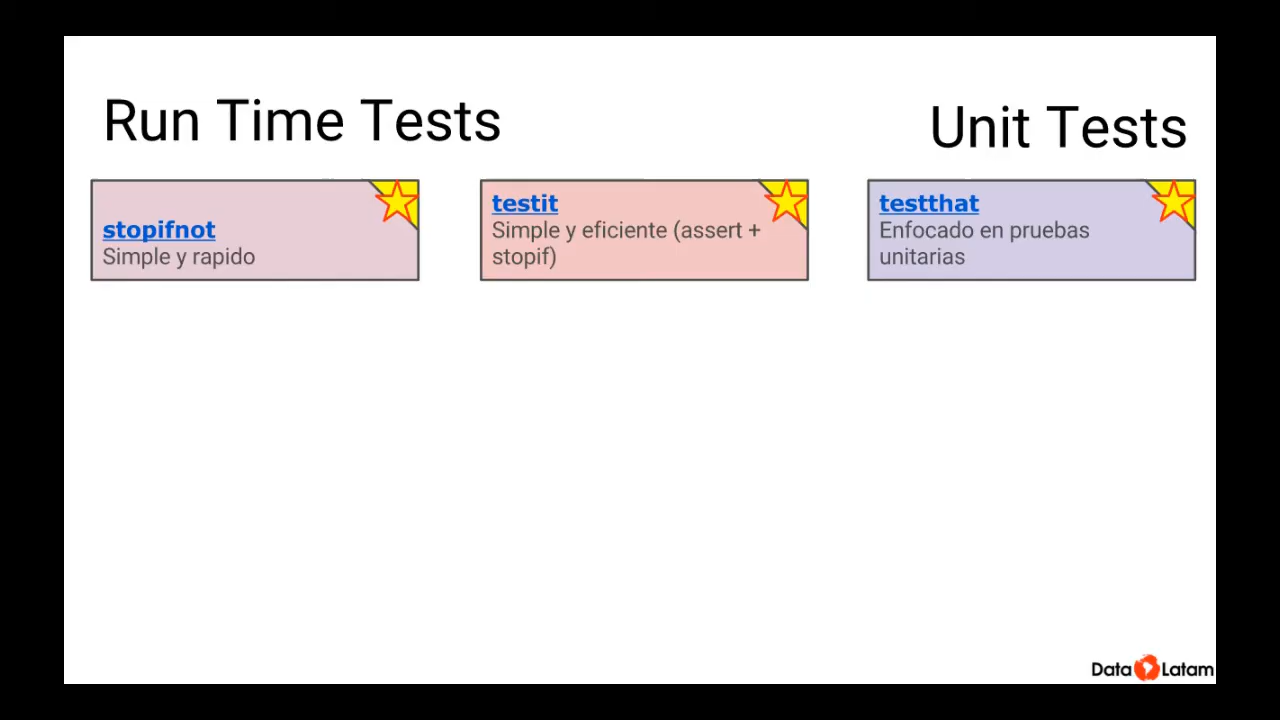 Run Time Tests
Unit Tests
stopifnot
Simple y rapido
testit
Simple y eficiente (assert +
stopif)
testthat
Enfocado en pruebas
unitarias
Data Latam